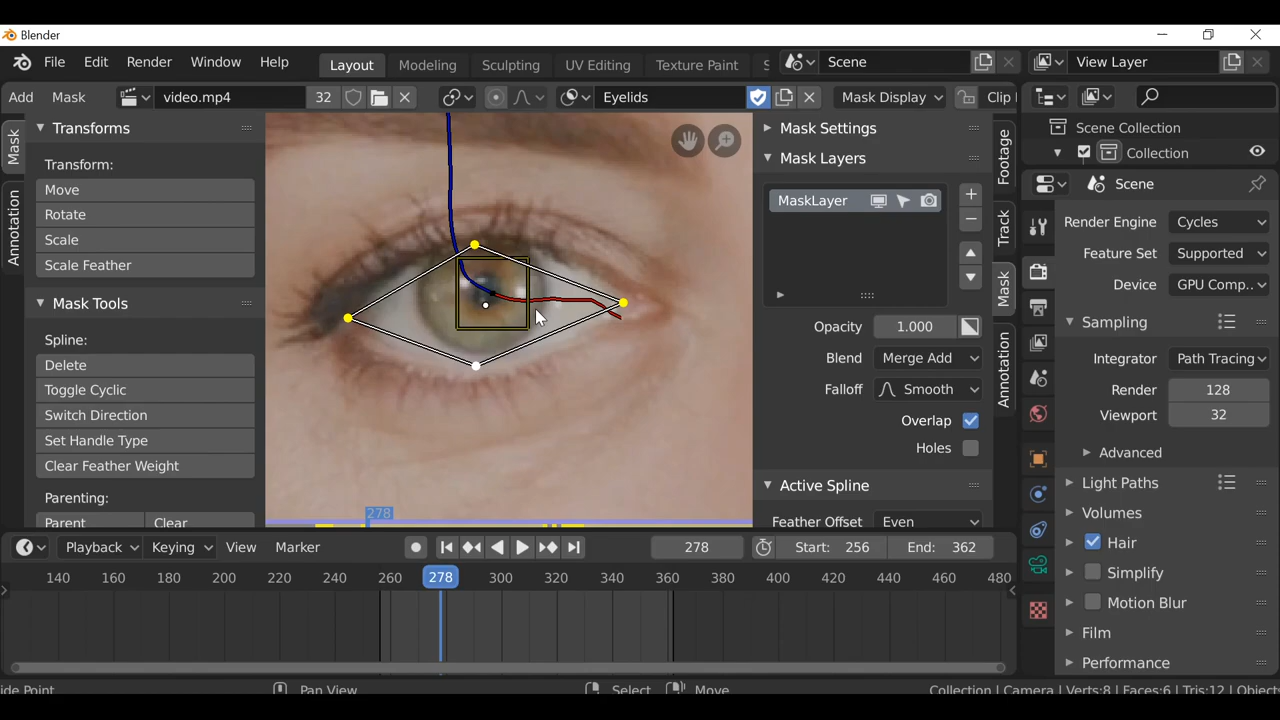 Blender
File Edit Render Window Help Layout Modeling Sculpting UV Editing Texture Paint S Scene View Layer
Add Mask video.mp4 32 Eyelids Mask Display Clip
Mask
Annotation
Transforms
Transform:
Move
Rotate
Scale
Scale Feather
Mask Tools
Spline:
Delete
Toggle Cyclic
Switch Direction
Set Handle Type
Clear Feather Weight
Parenting:
Parent Clear
278
Mask Settings
Mask Layers
MaskLayer
Opacity 1.000
Blend Merge Add
Falloff Smooth
Overlap
Holes
Active Spline
Feather Offset Even
Footage
Track
Mask
Annotation
Scene Collection
Collection
Scene
Render Engine Cycles
Feature Set Supported
Device GPU Comp..
Sampling
Integrator Path Tracing
Render 128
Viewport 32
Advanced
Light Paths
Volumes
Hair
Simplify
Motion Blur
Film
Performance
Playback Keying View Marker 278 Start: 256 End: 362
140 160 180 200 220 240 260 278 300 320 340 360 380 400 420 440 460 480
ide Point Pan View Select Move Collection | Camera | Verts:8 | Faces:6 | Tris:12 | Objects